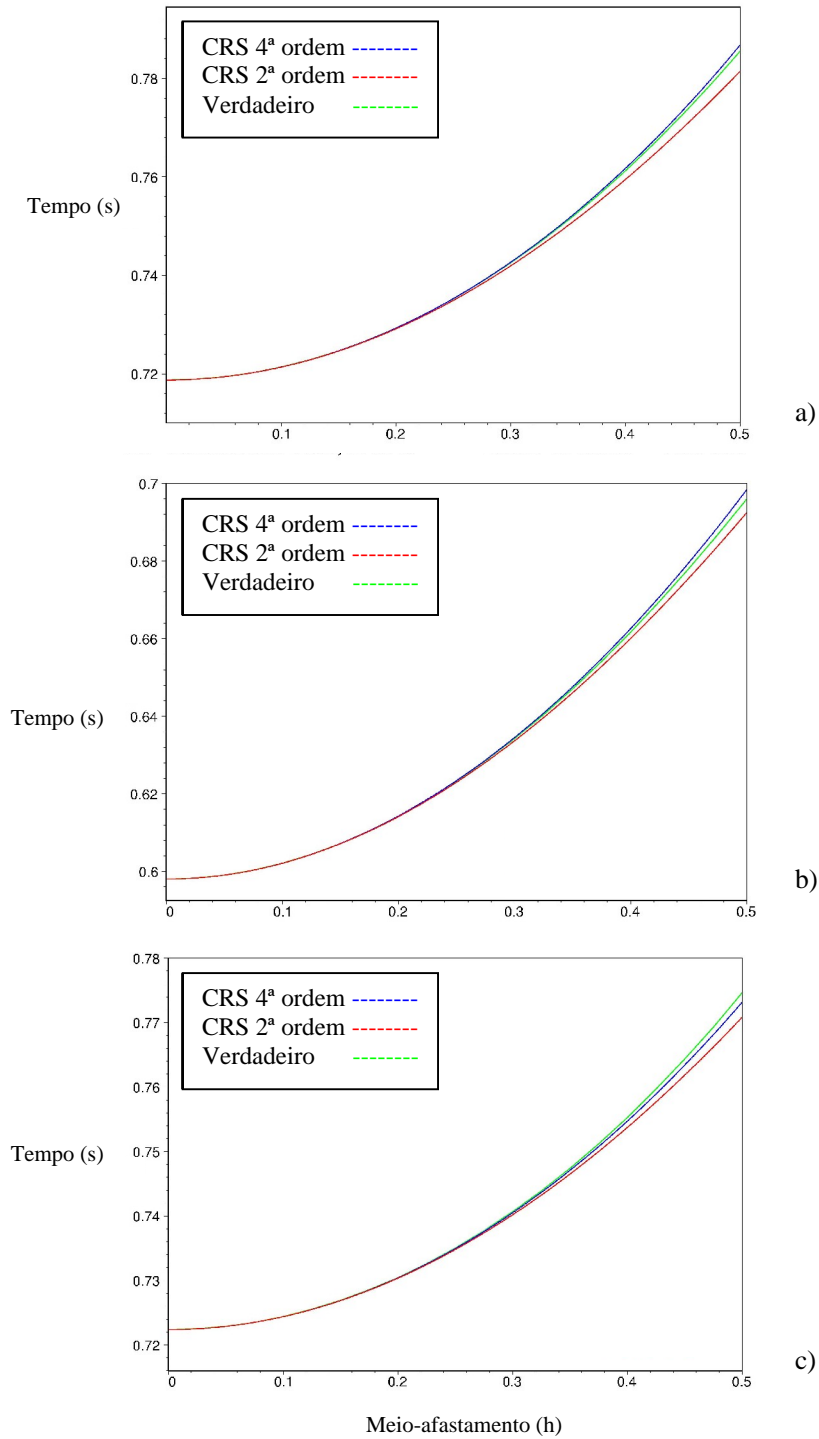 CRS 4ª ordem
CRS 2ª ordem
Verdadeiro
0.78
0.76
Tempo (s)
0.74
0.72
0.1 0.2 0.3 0.4 0.5
a)
0.7
CRS 4ª ordem
CRS 2ª ordem
Verdadeiro
0.68
0.66
Tempo (s)
0.64
0.62
0.6
b)
0 0.1 0.2 0.3 0.4 0.5
0.78
CRS 4ª ordem
CRS 2ª ordem
Verdadeiro
0.77
0.76
Tempo (s)
0.75
0.74
0.73
0.72
c)
0 0.1 0.2 0.3 0.4 0.5
Meio-afastamento (h)